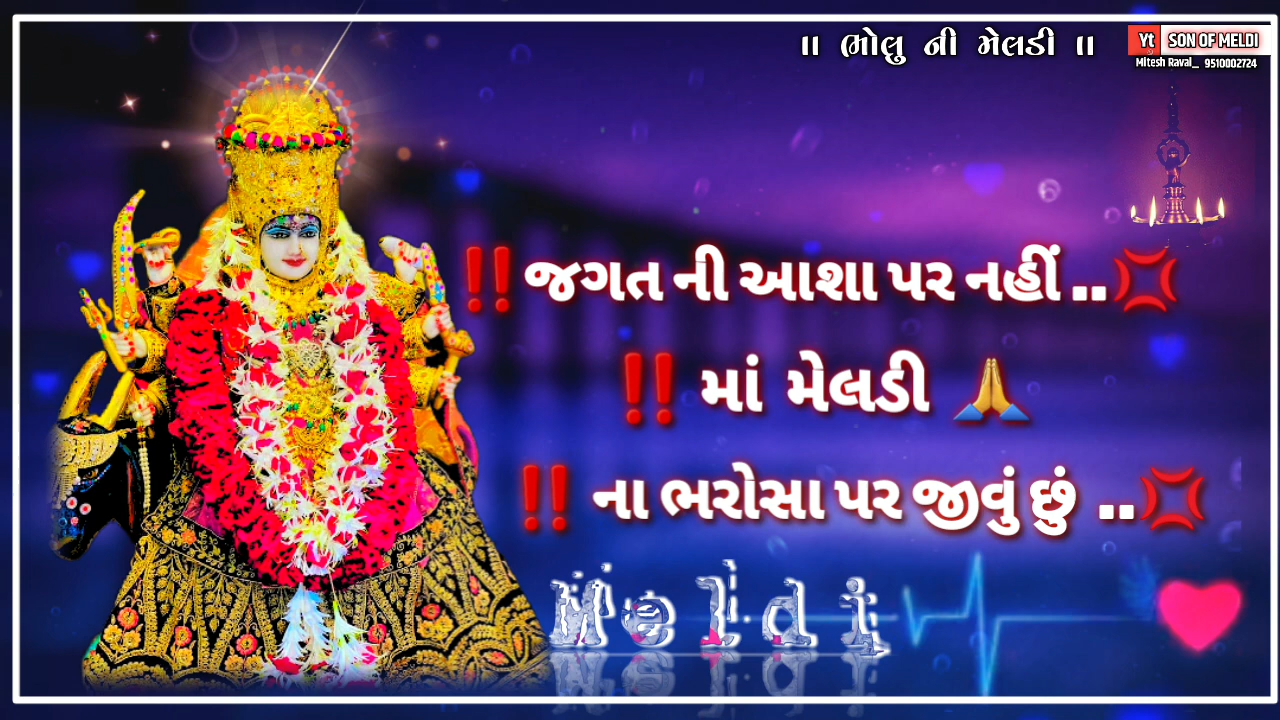 ॥ ભોલુ ની મેલડી ॥
Yt SON OF MELDI
Mitesh Raval_ 9510002724
‼️જગત ની આશા પર નહીં ..💢
‼️ માં મેલડી 🙏
‼️ ના ભરોસા પર જીવું છું ..💢
Meldi